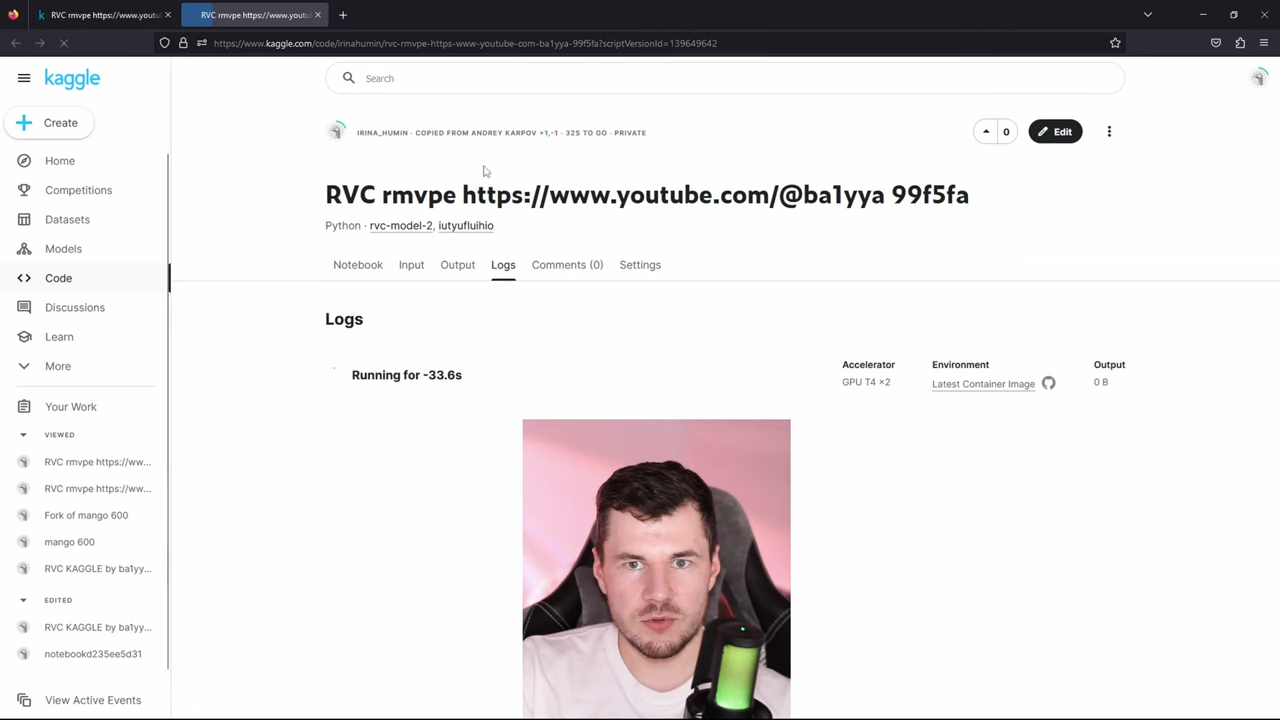 RVC rmvpe https://www.youtu
RVC rmvpe https://www.youtu
https://www.kaggle.com/code/irinahumin/rvc-rmvpe-https-www-youtube-com-ba1yya-99f5fa?scriptVersionId=139649642
kaggle
Search
Create
IRINA_HUMIN · COPIED FROM ANDREY KARPOV +1,-1 · 32S TO GO · PRIVATE
0
Edit
Home
Competitions
Datasets
Models
Code
Discussions
Learn
More
Your Work
VIEWED
RVC rmvpe https://ww...
RVC rmvpe https://ww...
Fork of mango 600
mango 600
RVC KAGGLE by ba1yy...
EDITED
RVC KAGGLE by ba1yy...
notebookd235ee5d31
View Active Events
RVC rmvpe https://www.youtube.com/@ba1yya 99f5fa
Python · rvc-model-2, iutyufluihio
Notebook Input Output Logs Comments (0) Settings
Logs
Running for -33.6s
Accelerator
GPU T4 ×2
Environment
Latest Container Image
Output
0 B